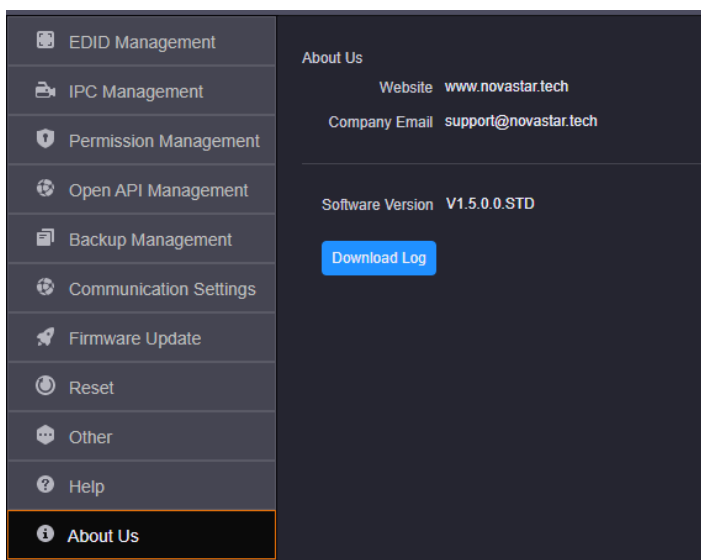 EDID Management
IPC Management
Permission Management
Open API Management
Backup Management
Communication Settings
Firmware Update
Reset
Other
Help
About Us
About Us
Website www.novastar.tech
Company Email support@novastar.tech
Software Version V1.5.0.0.STD
Download Log